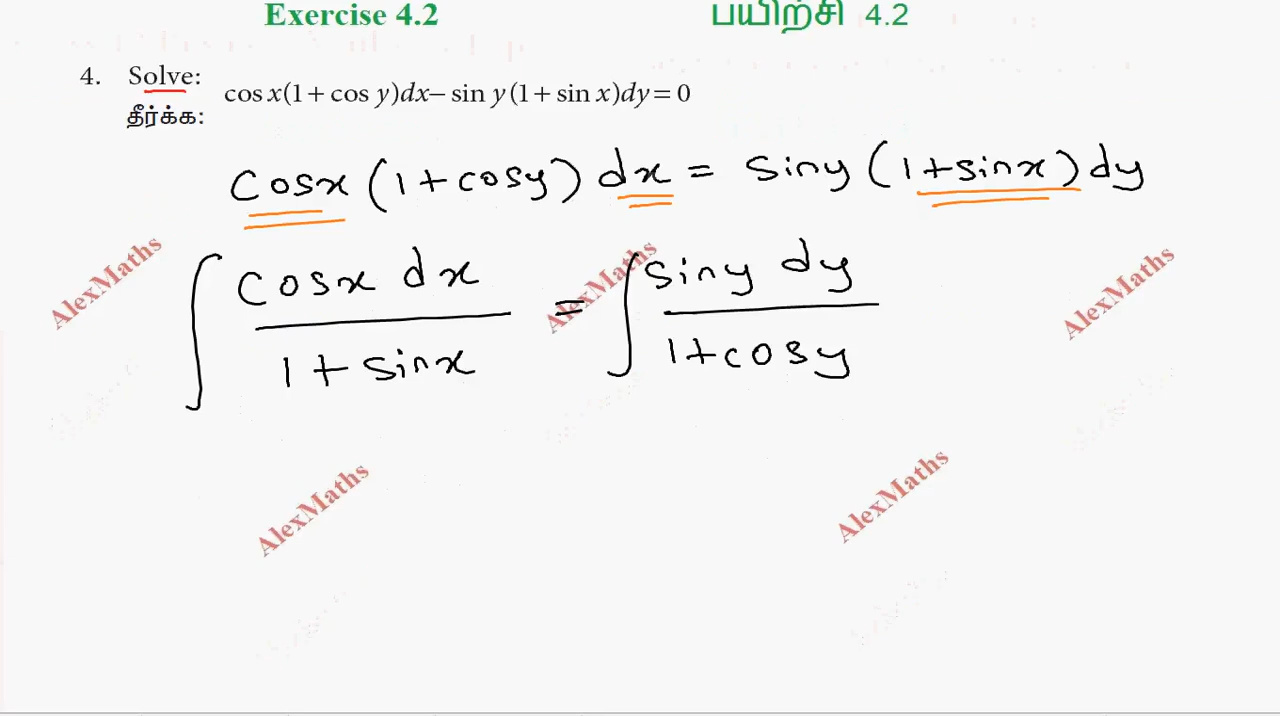 Exercise 4.2 பயிற்சி 4.2
4. Solve:
தீர்க்க:
cos x(1+cos y)dx−sin y(1+sin x)dy=0
cosx (1+cosy) dx = siny (1+sinx) dy
∫ cosx dx / 1+sinx = ∫ siny dy / 1+cosy
AlexMaths
AlexMaths
AlexMaths
AlexMaths
AlexMaths